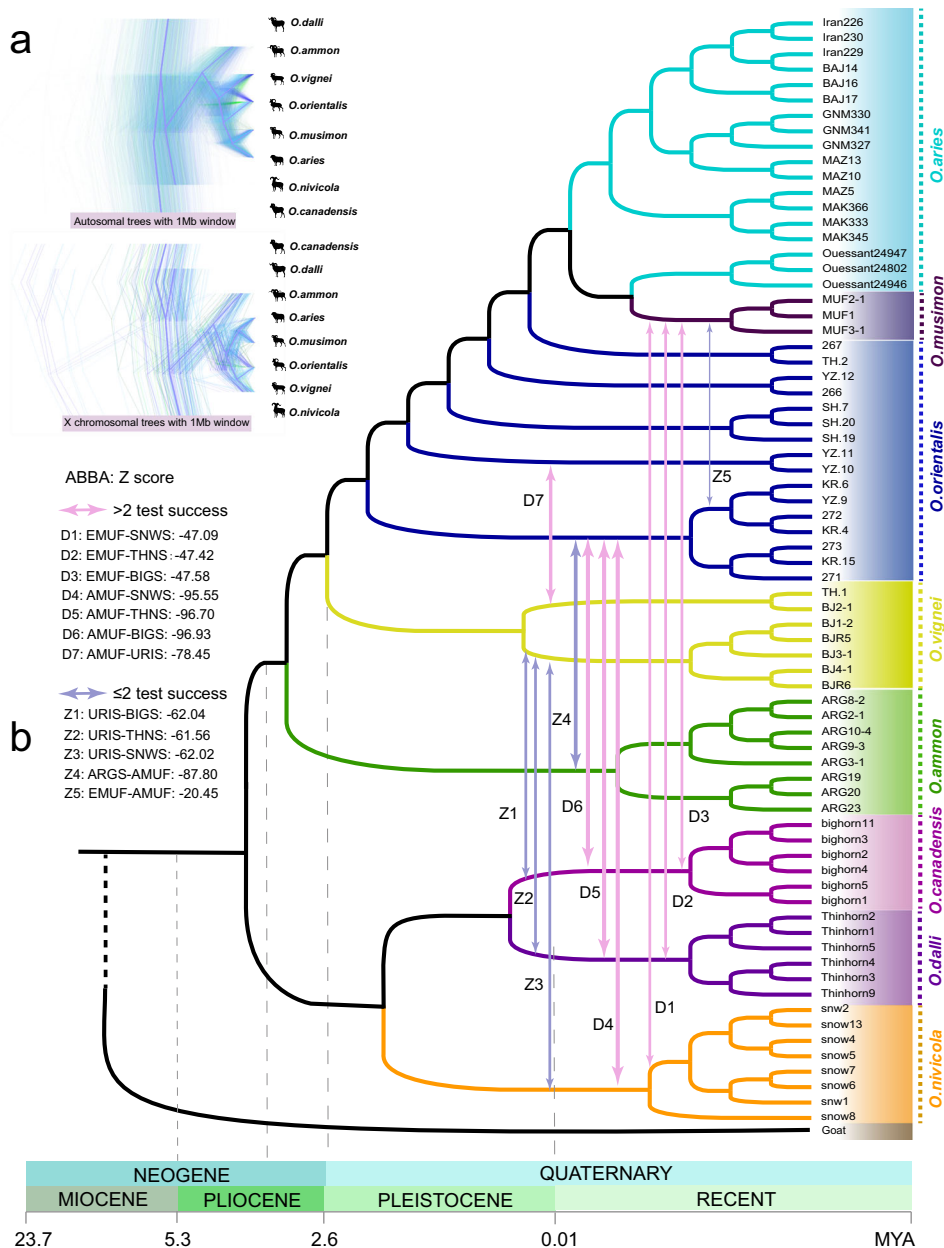 a
O.dalli
O.ammon
O.vignei
O.orientalis
O.musimon
O.aries
O.nivicola
O.canadensis
Autosomal trees with 1Mb window
O.canadensis
O.dalli
O.ammon
O.aries
O.musimon
O.orientalis
O.vignei
O.nivicola
X chromosomal trees with 1Mb window
ABBA: Z score
>2 test success
D1: EMUF-SNWS: -47.09
D2: EMUF-THNS: -47.42
D3: EMUF-BIGS: -47.58
D4: AMUF-SNWS: -95.55
D5: AMUF-THNS: -96.70
D6: AMUF-BIGS: -96.93
D7: AMUF-URIS: -78.45
≤2 test success
Z1: URIS-BIGS: -62.04
Z2: URIS-THNS: -61.56
Z3: URIS-SNWS: -62.02
Z4: ARGS-AMUF: -87.80
Z5: EMUF-AMUF: -20.45
b
D7
Z5
Z4
Z1
D6
D3
Z2
D5
D2
Z3
D4
D1
Iran226
Iran230
Iran229
BAJ14
BAJ16
BAJ17
GNM330
GNM341
GNM327
MAZ13
MAZ10
MAZ5
MAK366
MAK333
MAK345
Ouessant24947
Ouessant24802
Ouessant24946
MUF2-1
MUF1
MUF3-1
267
TH.2
YZ.12
266
SH.7
SH.20
SH.19
YZ.11
YZ.10
KR.6
YZ.9
272
KR.4
273
KR.15
271
TH.1
BJ2-1
BJ1-2
BJR5
BJ3-1
BJ4-1
BJR6
ARG8-2
ARG2-1
ARG10-4
ARG9-3
ARG3-1
ARG19
ARG20
ARG23
bighorn11
bighorn3
bighorn2
bighorn4
bighorn5
bighorn1
Thinhorn2
Thinhorn1
Thinhorn5
Thinhorn4
Thinhorn3
Thinhorn9
snw2
snow13
snow4
snow5
snow7
snow6
snw1
snow8
Goat
O.aries
O.musimon
O.orientalis
O.vignei
O.ammon
O.canadensis
O.dalli
O.nivicola
NEOGENE QUATERNARY
MIOCENE PLIOCENE PLEISTOCENE RECENT
23.7 5.3 2.6 0.01 MYA